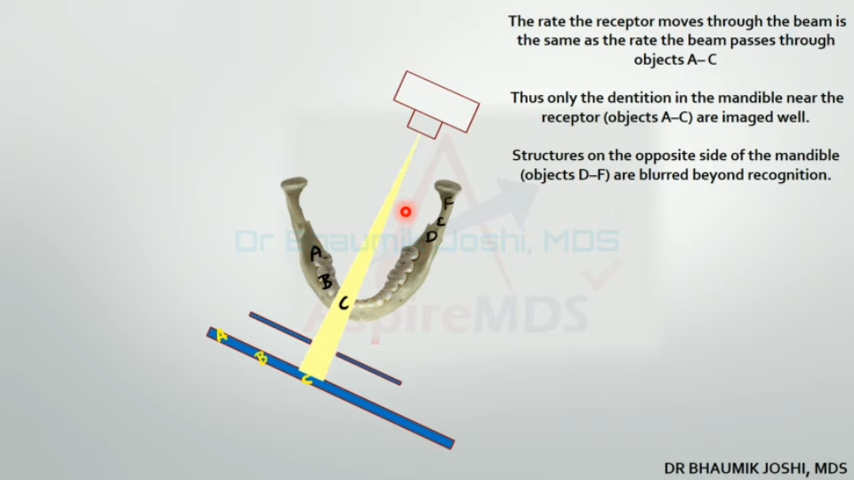 The rate the receptor moves through the beam is
the same as the rate the beam passes through
objects A– C
Thus only the dentition in the mandible near the
receptor (objects A–C) are imaged well.
Structures on the opposite side of the mandible
(objects D–F) are blurred beyond recognition.
F
E
D
A
B
C
Dr Bhaumik Joshi, MDS
AspireMDS
A
B
C
DR BHAUMIK JOSHI, MDS